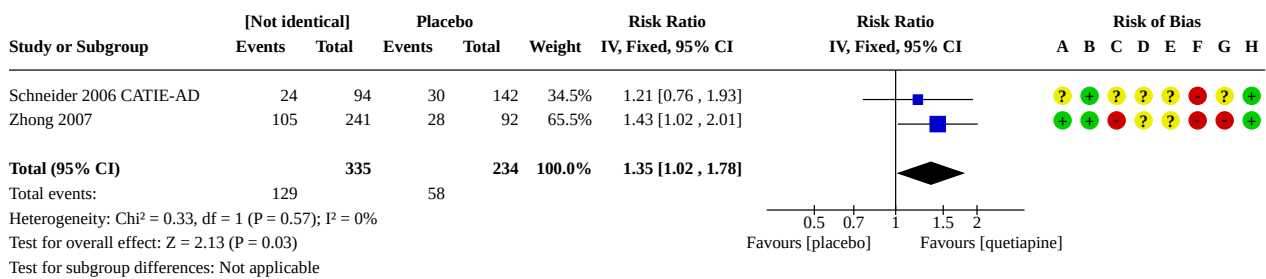 [Not identical] Placebo Risk Ratio Risk Ratio Risk of Bias
Study or Subgroup Events Total Events Total Weight IV, Fixed, 95% CI IV, Fixed, 95% CI A B C D E F G H
Schneider 2006 CATIE-AD 24 94 30 142 34.5% 1.21 [0.76 , 1.93] ? + ? ? ? - ? +
Zhong 2007 105 241 28 92 65.5% 1.43 [1.02 , 2.01] + + - ? ? - - +
Total (95% CI) 335 234 100.0% 1.35 [1.02 , 1.78]
Total events: 129 58
Heterogeneity: Chi² = 0.33, df = 1 (P = 0.57); I² = 0%
0.5 0.7 1 1.5 2
Test for overall effect: Z = 2.13 (P = 0.03) Favours [placebo] Favours [quetiapine]
Test for subgroup differences: Not applicable